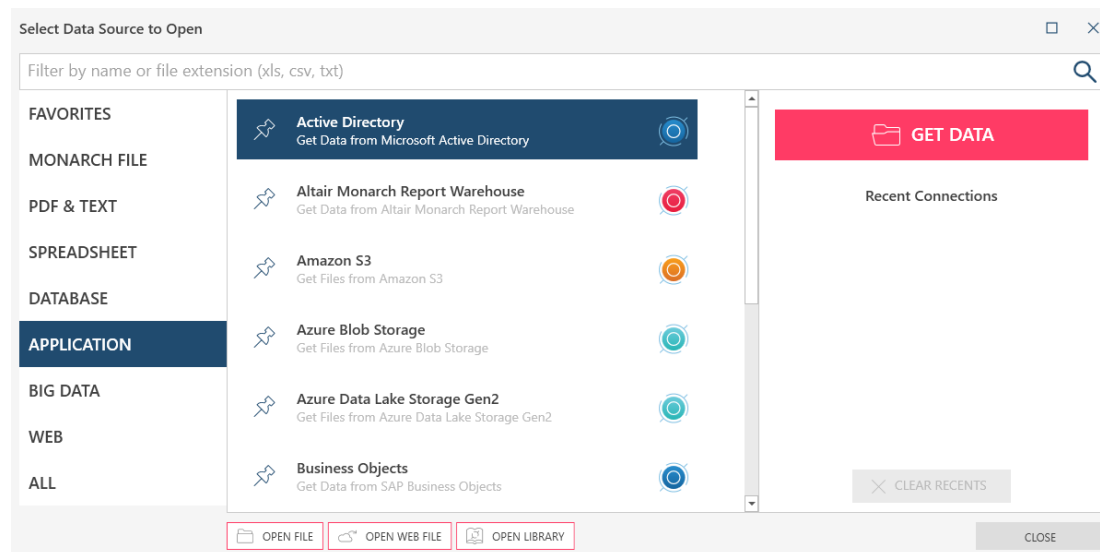 Select Data Source to Open
Filter by name or file extension (xls, csv, txt)
FAVORITES
MONARCH FILE
PDF & TEXT
SPREADSHEET
DATABASE
APPLICATION
BIG DATA
WEB
ALL
Active Directory
Get Data from Microsoft Active Directory
Altair Monarch Report Warehouse
Get Data from Altair Monarch Report Warehouse
Amazon S3
Get Files from Amazon S3
Azure Blob Storage
Get Files from Azure Blob Storage
Azure Data Lake Storage Gen2
Get Files from Azure Data Lake Storage Gen2
Business Objects
Get Data from SAP Business Objects
GET DATA
Recent Connections
CLEAR RECENTS
OPEN FILE
OPEN WEB FILE
OPEN LIBRARY
CLOSE